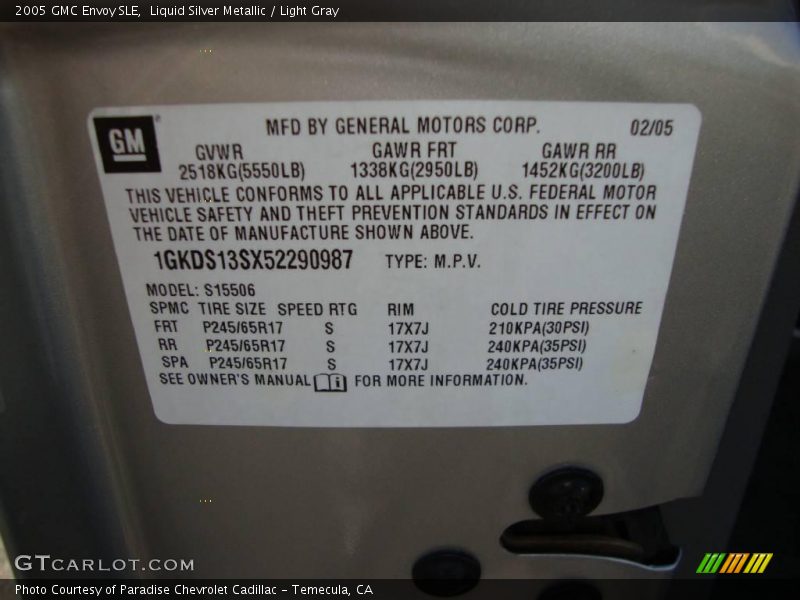 2005 GMC Envoy SLE, Liquid Silver Metallic / Light Gray
GM
MFD BY GENERAL MOTORS CORP. 02/05
GVWR GAWR FRT GAWR RR
2518KG(5550LB) 1338KG(2950LB) 1452KG(3200LB)
THIS VEHICLE CONFORMS TO ALL APPLICABLE U.S. FEDERAL MOTOR
VEHICLE SAFETY AND THEFT PREVENTION STANDARDS IN EFFECT ON
THE DATE OF MANUFACTURE SHOWN ABOVE.
1GKDS13SX52290987 TYPE: M.P.V.
MODEL: S15506
SPMC TIRE SIZE SPEED RTG RIM COLD TIRE PRESSURE
FRT P245/65R17 S 17X7J 210KPA(30PSI)
RR P245/65R17 S 17X7J 240KPA(35PSI)
SPA P245/65R17 S 17X7J 240KPA(35PSI)
SEE OWNER'S MANUAL i FOR MORE INFORMATION.
GTCARLOT.COM
Photo Courtesy of Paradise Chevrolet Cadillac - Temecula, CA